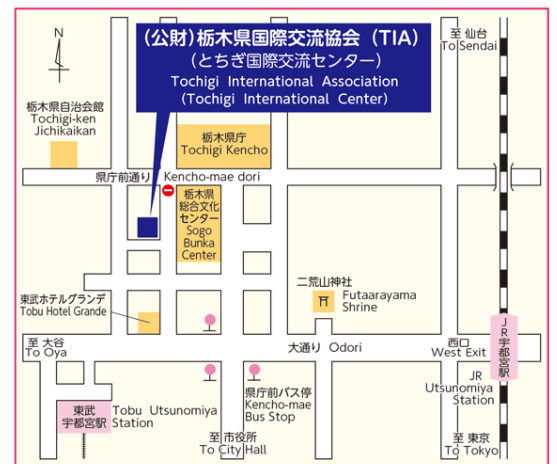 (公財)栃木県国際交流協会(TIA)
(とちぎ国際交流センター)
Tochigi International Association
(Tochigi International Center)
至 仙台
To Sendai
N
栃木県自治会館
Tochigi-ken
Jichikaikan
栃木県庁
Tochigi Kencho
県庁前通り Kencho-mae dori
栃木県
総合文化
センター
Sogo
Bunka
Center
二荒山神社
Futaarayama
Shrine
東武ホテルグランデ
Tobu Hotel Grande
至 大谷
To Oya
大通り Odori
西口
West Exit
JR宇都宮駅
JR
Utsunomiya
Station
東武
宇都宮駅
Tobu Utsunomiya
Station
県庁前バス停
Kencho-mae
Bus Stop
至 市役所
To City Hall
至 東京
To Tokyo